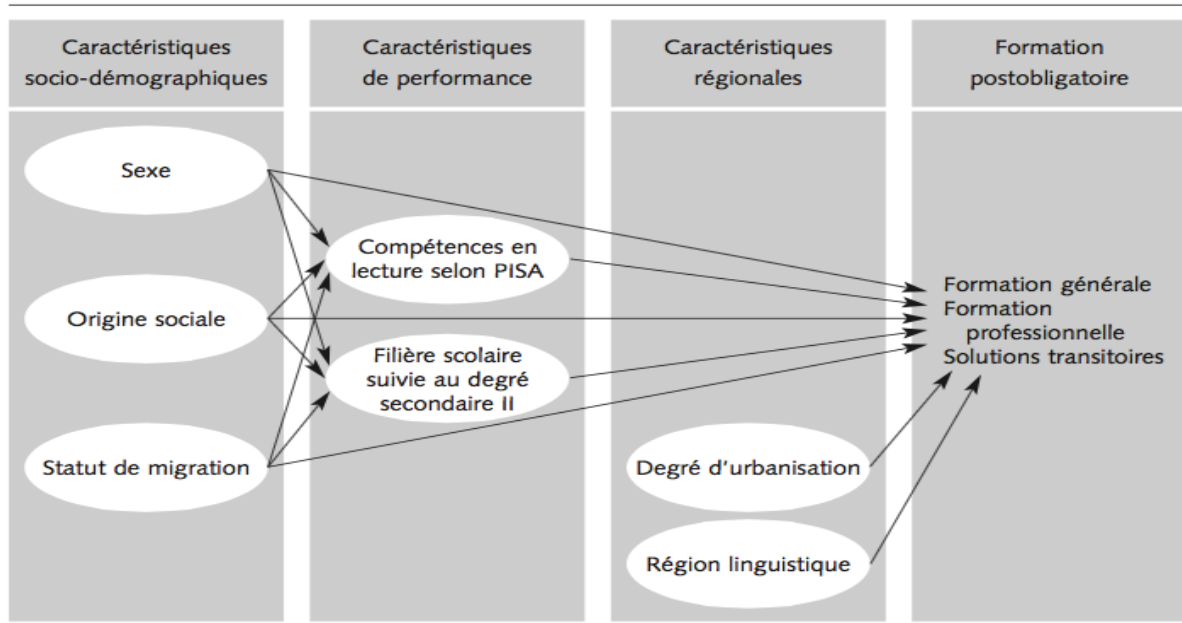 Caractéristiques
socio-démographiques
Caractéristiques
de performance
Caractéristiques
régionales
Formation
postobligatoire
Sexe
Origine sociale
Statut de migration
Compétences en
lecture selon PISA
Filière scolaire
suivie au degré
secondaire II
Degré d'urbanisation
Région linguistique
Formation générale
Formation
professionnelle
Solutions transitoires